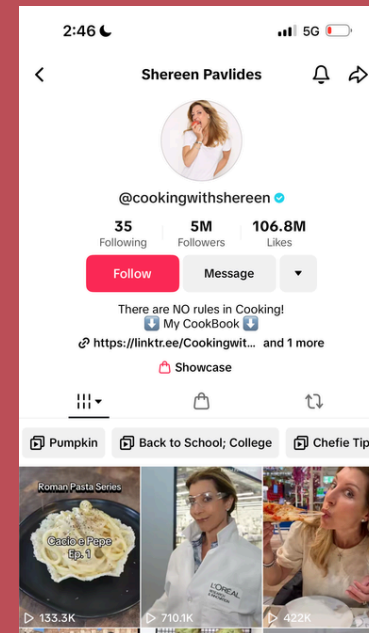 2:46
5G
Shereen Pavlides
@cookingwithshereen
35 5M 106.8M
Following Followers Likes
Follow Message
There are NO rules in Cooking!
⬇️ My CookBook ⬇️
https://linktr.ee/Cookingwit... and 1 more
Showcase
Pumpkin Back to School; College Chefie Tip
Roman Pasta Series
Cacio e Pepe
Ep. 1
L'ORÉAL
133.3K 710.1K 422K